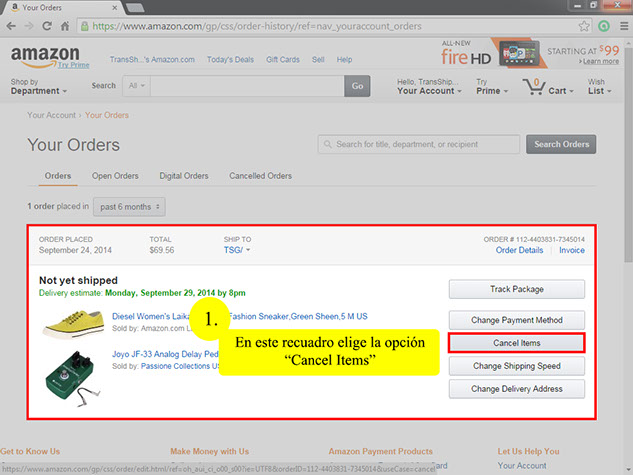 Your Orders
https://www.amazon.com/gp/css/order-history/ref=nav_youraccount_orders
amazon
Try Prime
TransSh...'s Amazon.com Today's Deals Gift Cards Sell Help
ALL-NEW
fire HD
STARTING AT $99
Learn more
Shop by
Department
Search All Go
Hello, TransShip...
Your Account
Try
Prime
0
Cart
Wish
List
Your Account › Your Orders
Your Orders
Search for title, department, or recipient
Search Orders
Orders Open Orders Digital Orders Cancelled Orders
1 order placed in past 6 months
ORDER PLACED TOTAL SHIP TO ORDER # 112-4403831-7345014
September 24, 2014 $69.56 TSG/ Order Details Invoice
Not yet shipped
Delivery estimate: Monday, September 29, 2014 by 8pm
Diesel Women's Laika Fashion Sneaker,Green Sheen,5 M US
Sold by: Amazon.com
Joyo JF-33 Analog Delay
Sold by: Passione Collections
1.
En este recuadro elige la opción
“Cancel Items”
Track Package
Change Payment Method
Cancel Items
Change Shipping Speed
Change Delivery Address
Get to Know Us Make Money with Us Amazon Payment Products Let Us Help You
https://www.amazon.com/gp/css/order/edit.html/ref=oh_aui_ci_o00_s00?ie=UTF8&orderID=112-4403831-7345014&useCase=cancel
Card
Your Account